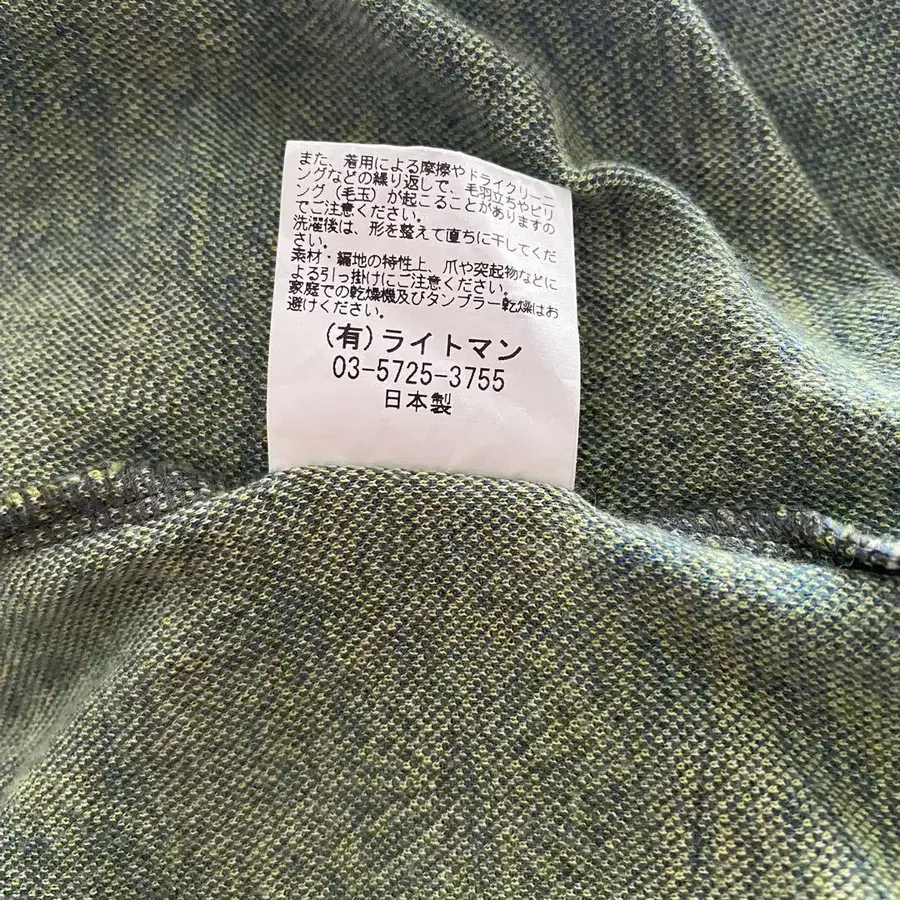 また、着用による摩擦やドライクリーニ
ングなどの繰り返しで、毛羽立ちやピリ
ング（毛玉）が起こることがありますの
でご注意ください。
洗濯後は、形を整えて直ちに干してくだ
さい。
素材・編地の特性上、爪や突起物などに
よる引っ掛けにご注意ください。
家庭での乾燥機及びタンブラー乾燥はお
避けください。
(有)ライトマン
03-5725-3755
日本製